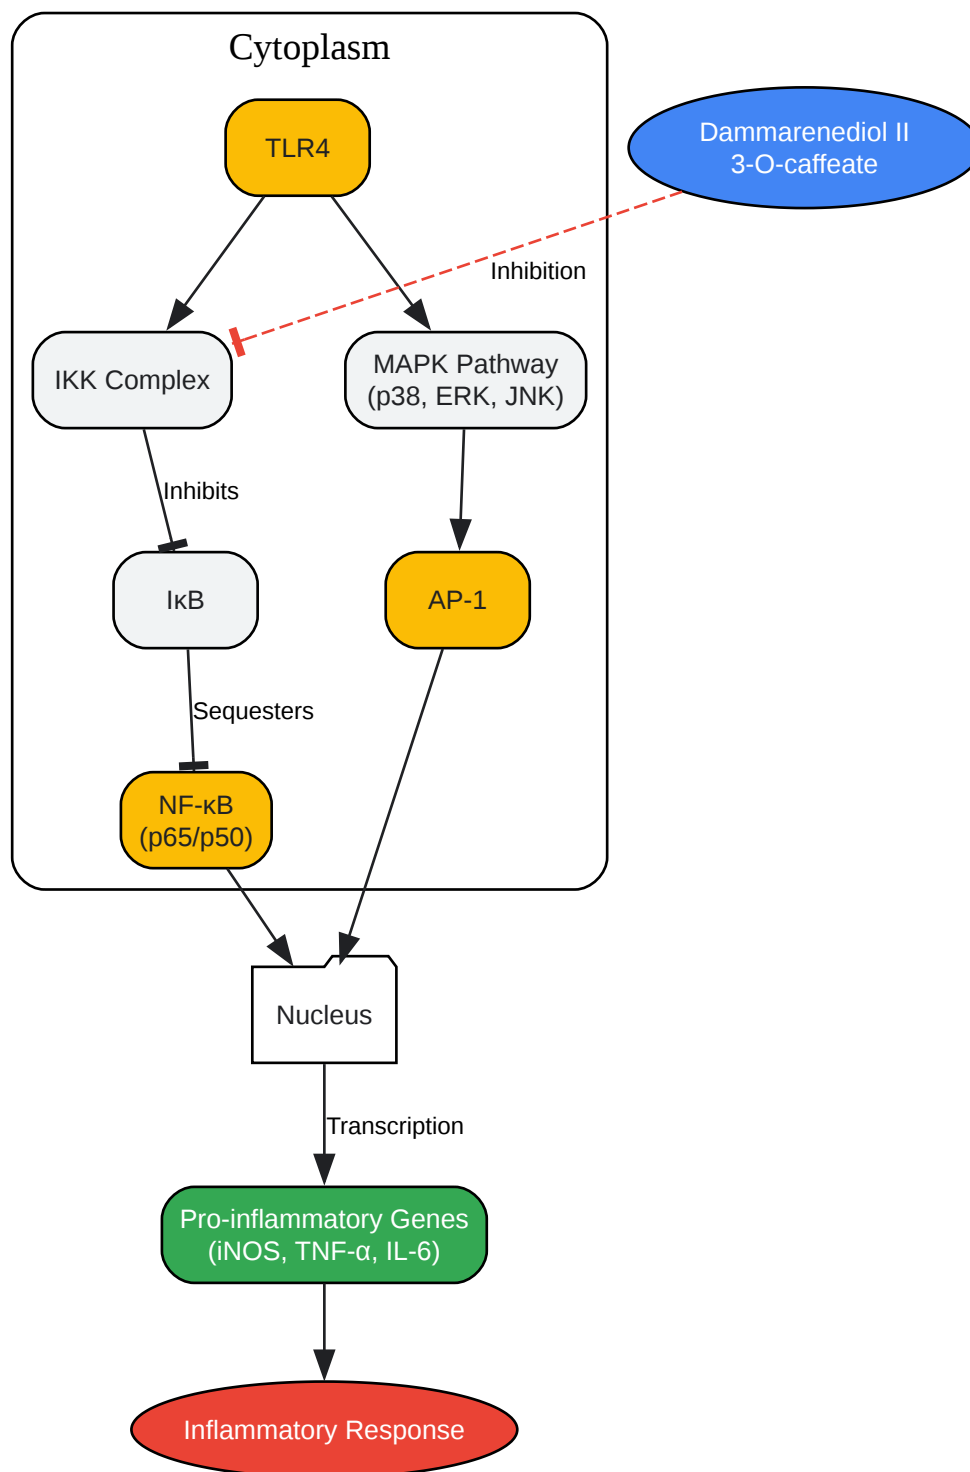 Cytoplasm
TLR4
Dammarenediol II
3-O-caffeate
Inhibition
IKK Complex
MAPK Pathway
(p38, ERK, JNK)
Inhibits
IκB
AP-1
Sequesters
NF-κB
(p65/p50)
Nucleus
Transcription
Pro-inflammatory Genes
(iNOS, TNF-α, IL-6)
Inflammatory Response